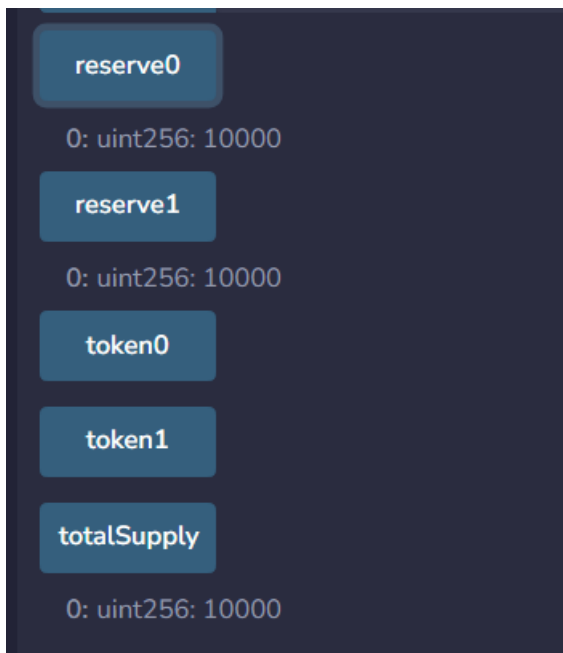 reserve0
0: uint256: 10000
reserve1
0: uint256: 10000
token0
token1
totalSupply
0: uint256: 10000